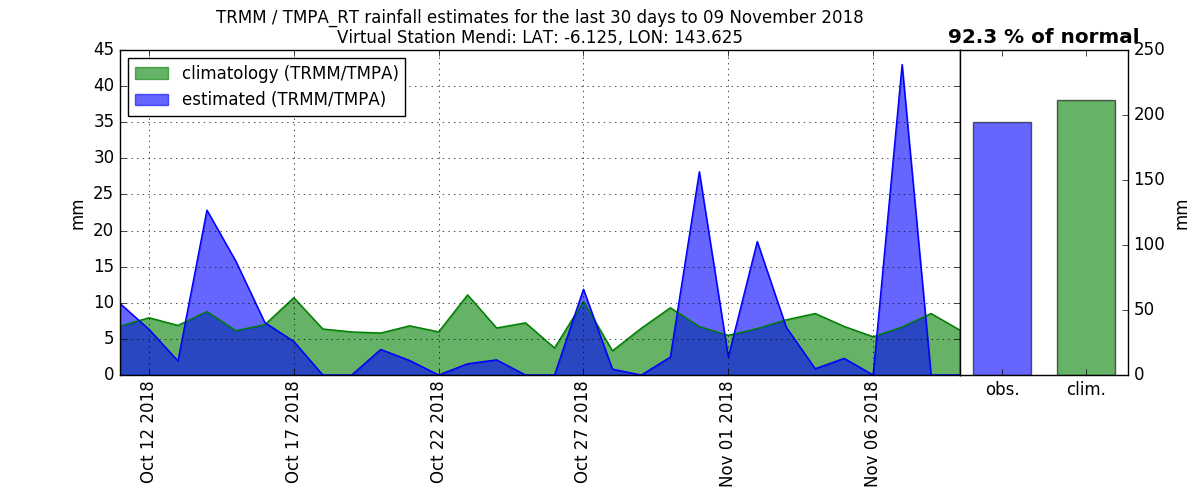 TRMM / TMPA_RT rainfall estimates for the last 30 days to 09 November 2018
Virtual Station Mendi: LAT: -6.125, LON: 143.625
92.3 % of normal
climatology (TRMM/TMPA)
estimated (TRMM/TMPA)
45
40
35
30
25
20
15
10
5
0
mm
Oct 12 2018
Oct 17 2018
Oct 22 2018
Oct 27 2018
Nov 01 2018
Nov 06 2018
250
200
150
100
50
0
mm
obs.
clim.